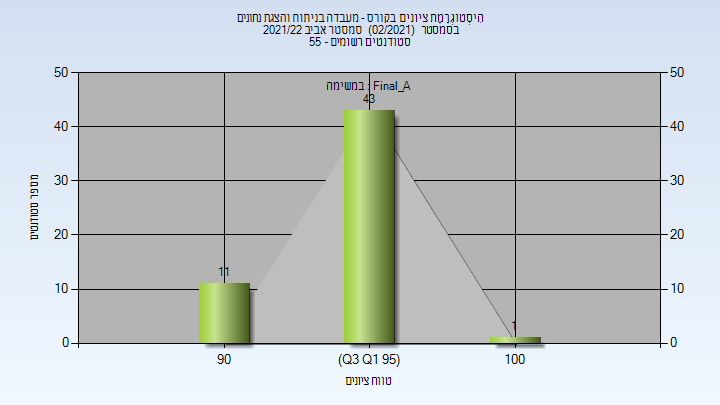 היסטוגרמת ציונים בקורס - מעבדה בניתוח והצגת נתונים
בסמסטר (02/2021) סמסטר אביב 2021/22
סטודנטים רשומים - 55
במשימה : Final_A
50
40
30
20
10
0
50
40
30
20
10
0
11
43
1
מספר סטודנטים
90
(Q3 Q1 95)
100
טווח ציונים